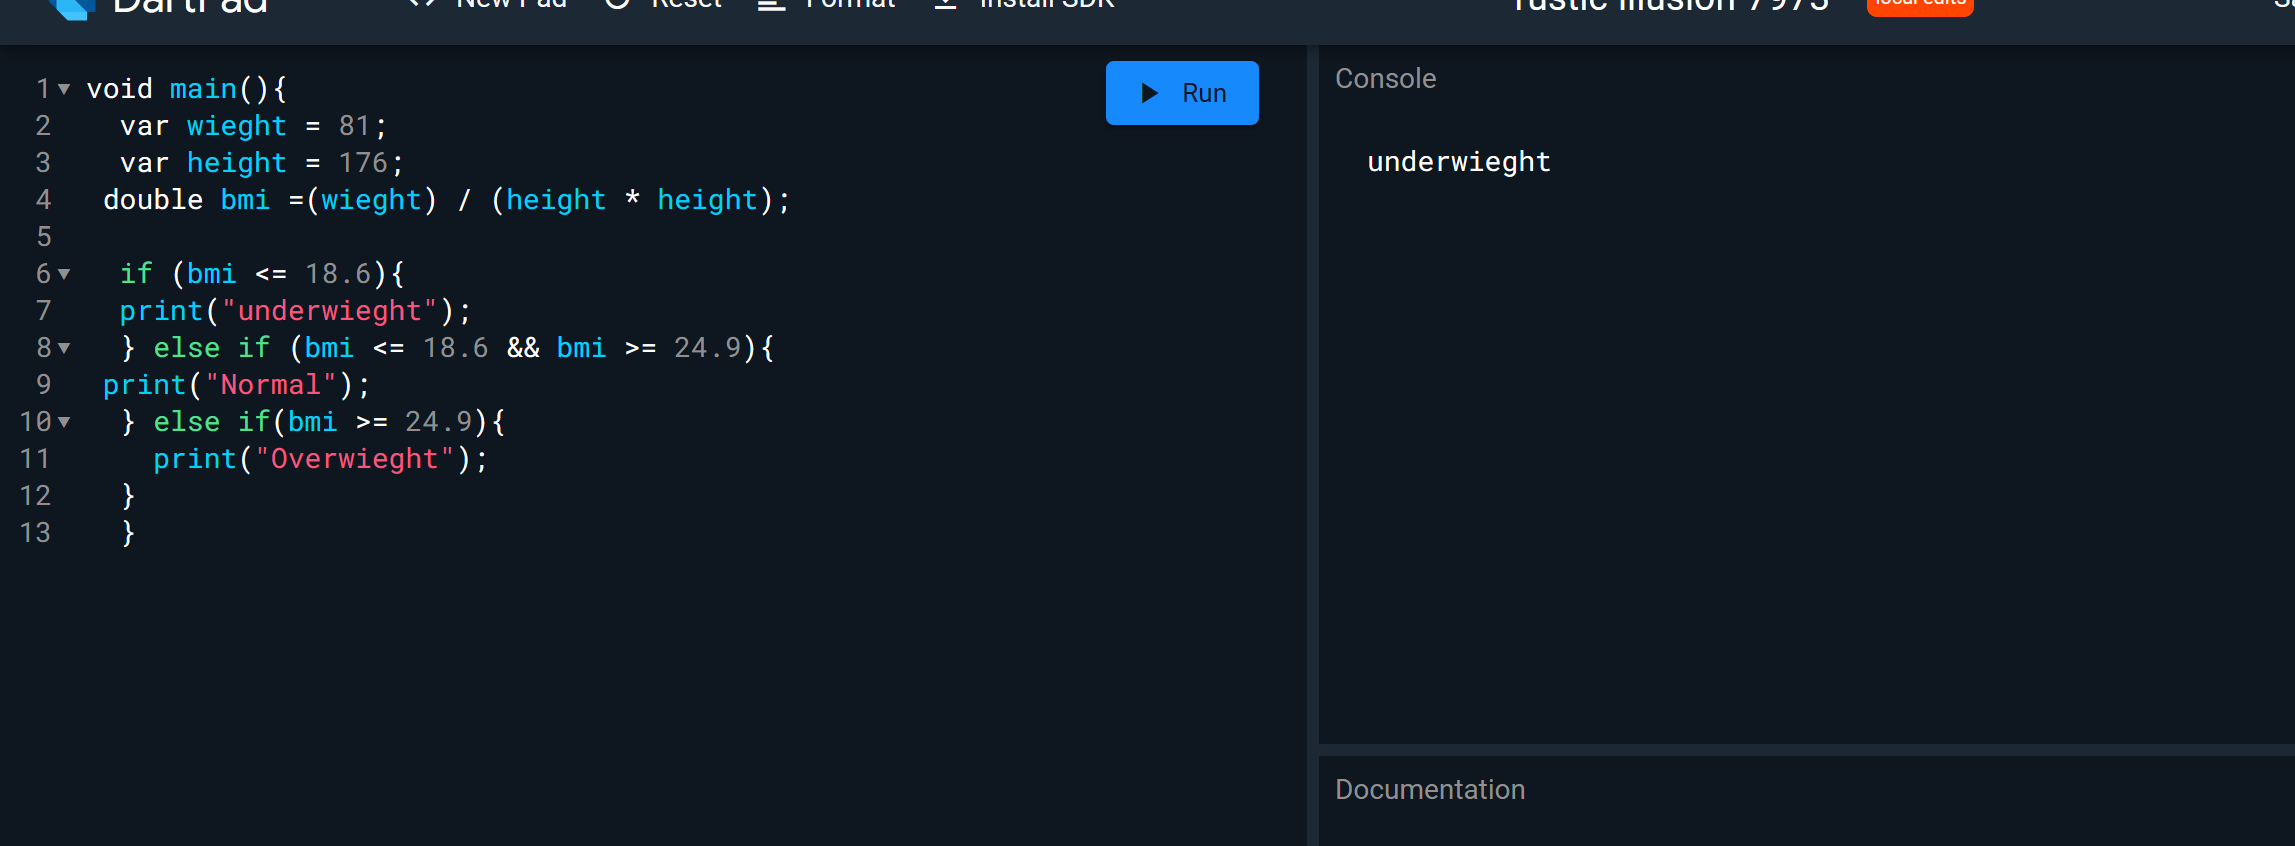 DartPad
<> New Pad Reset Format Install SDK rustic illusion 7973 local edits
1 void main(){
2 var wieght = 81;
3 var height = 176;
4 double bmi =(wieght) / (height * height);
5
6 if (bmi <= 18.6){
7 print("underwieght");
8 } else if (bmi <= 18.6 && bmi >= 24.9){
9 print("Normal");
10 } else if(bmi >= 24.9){
11 print("Overwieght");
12 }
13 }
Run
Console
underwieght
Documentation